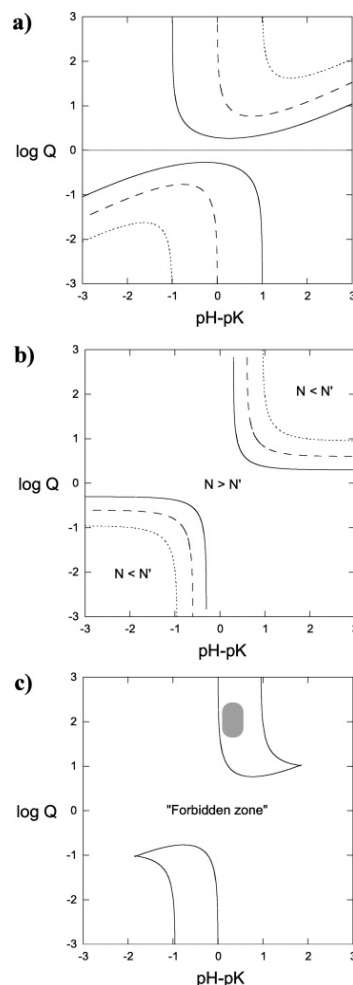 a)
3
2
1
log Q
0
-1
-2
-3
-3 -2 -1 0 1 2 3
pH-pK
b)
3
N < N'
2
1
log Q
0
N > N'
-1
-2
N < N'
-3
-3 -2 -1 0 1 2 3
pH-pK
c)
3
2
1
log Q
0
"Forbidden zone"
-1
-2
-3
-3 -2 -1 0 1 2 3
pH-pK